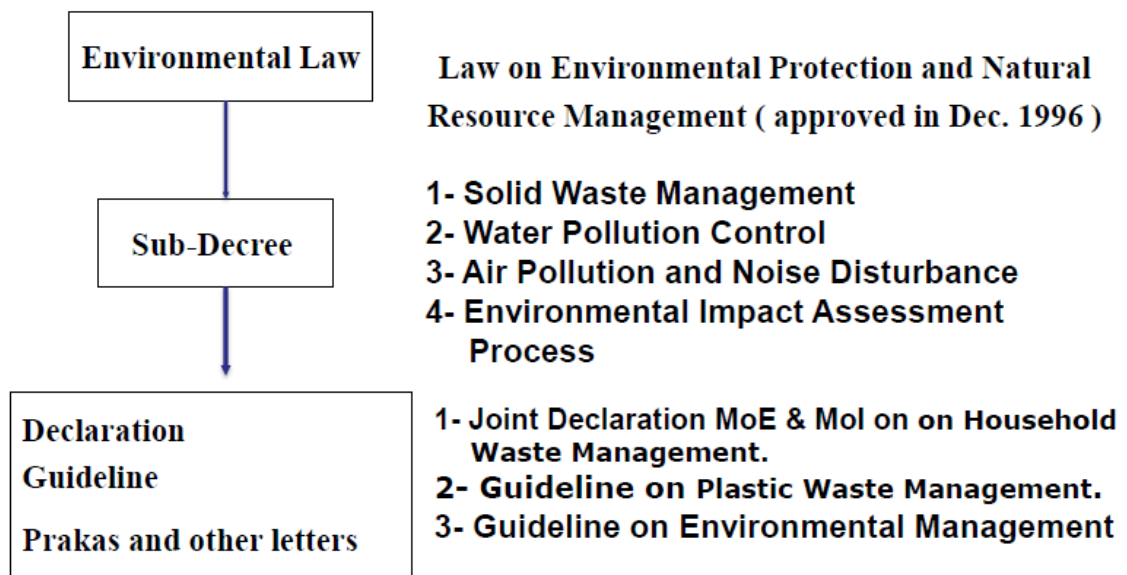 Environmental Law
Law on Environmental Protection and Natural
Resource Management ( approved in Dec. 1996 )
Sub-Decree
1- Solid Waste Management
2- Water Pollution Control
3- Air Pollution and Noise Disturbance
4- Environmental Impact Assessment
Process
Declaration
Guideline
Prakas and other letters
1- Joint Declaration MoE & MoI on on Household
Waste Management.
2- Guideline on Plastic Waste Management.
3- Guideline on Environmental Management